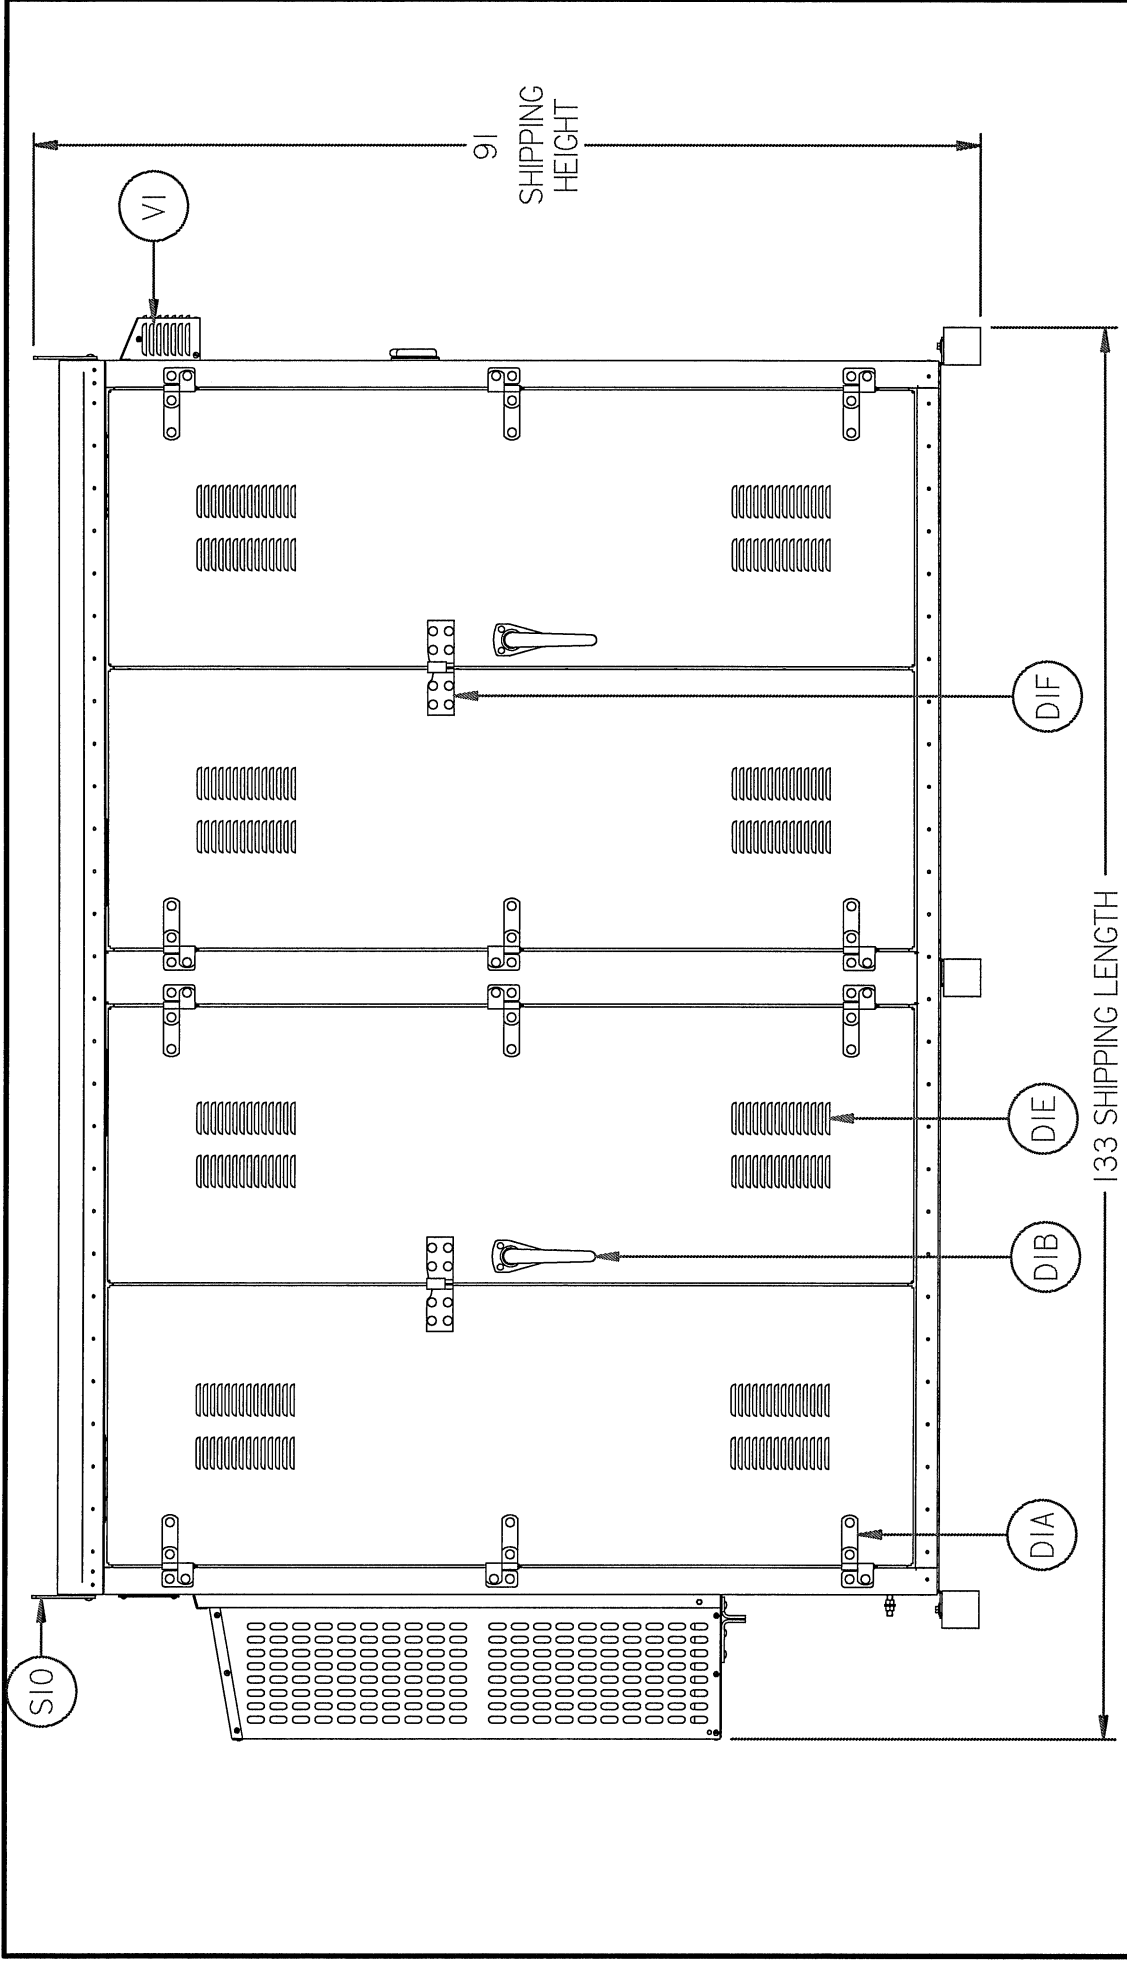 S10
V1
91
SHIPPING
HEIGHT
D1A
D1B
D1E
D1F
133 SHIPPING LENGTH